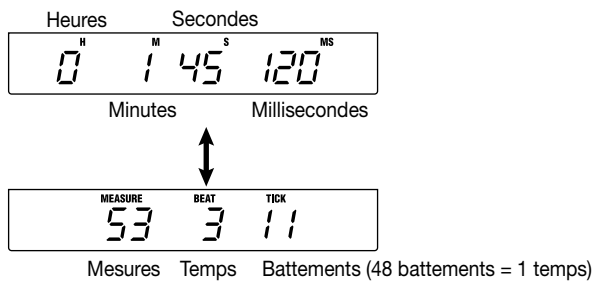 Heures Secondes
H M S MS
0 1 45 120
Minutes Millisecondes
MEASURE BEAT TICK
53 3 11
Mesures Temps Battements (48 battements = 1 temps)